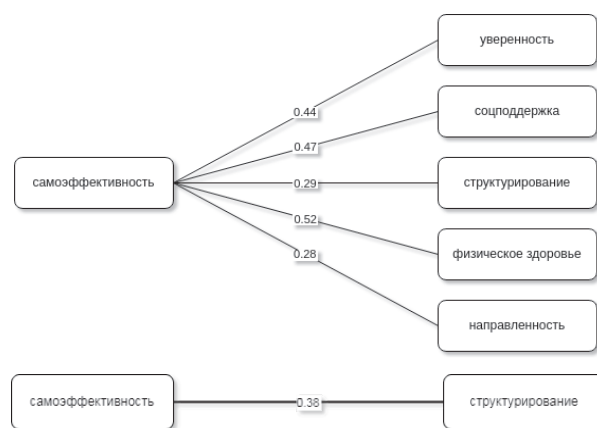 уверенность
0.44
соцподдержка
0.47
самоэффективность
0.29
структурирование
0.52
физическое здоровье
0.28
направленность
самоэффективность
0.38
структурирование